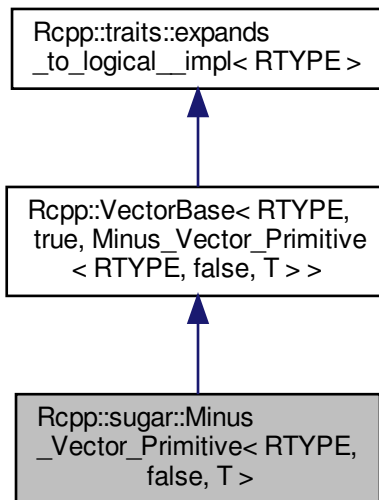 Rcpp::traits::expands
_to_logical__impl< RTYPE >
Rcpp::VectorBase< RTYPE,
true, Minus_Vector_Primitive
< RTYPE, false, T > >
Rcpp::sugar::Minus
_Vector_Primitive< RTYPE,
false, T >